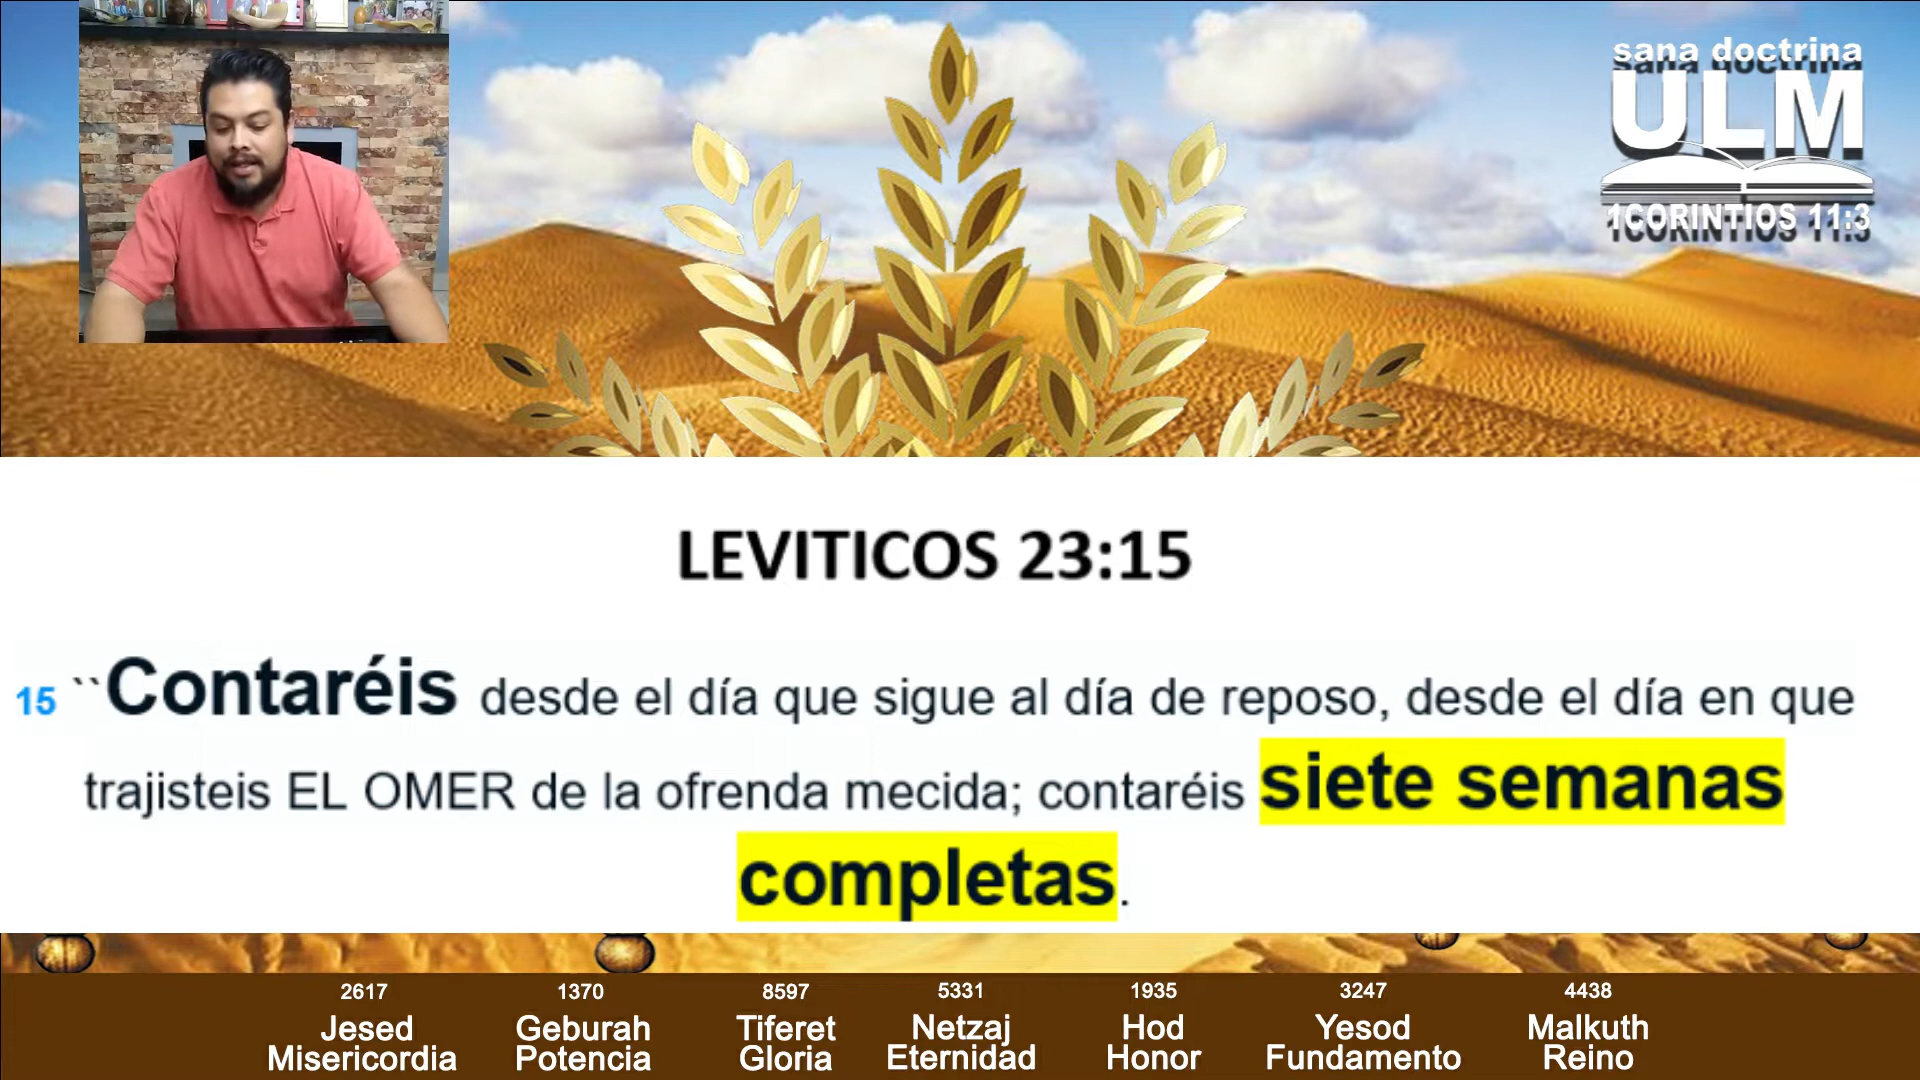 sana doctrina
ULM
1CORINTIOS 11:3
LEVITICOS 23:15
15 ``Contaréis desde el día que sigue al día de reposo, desde el día en que
trajisteis EL OMER de la ofrenda mecida; contaréis siete semanas
completas.
2617 1370 8597 5331 1935 3247 4438
Jesed Geburah Tiferet Netzaj Hod Yesod Malkuth
Misericordia Potencia Gloria Eternidad Honor Fundamento Reino